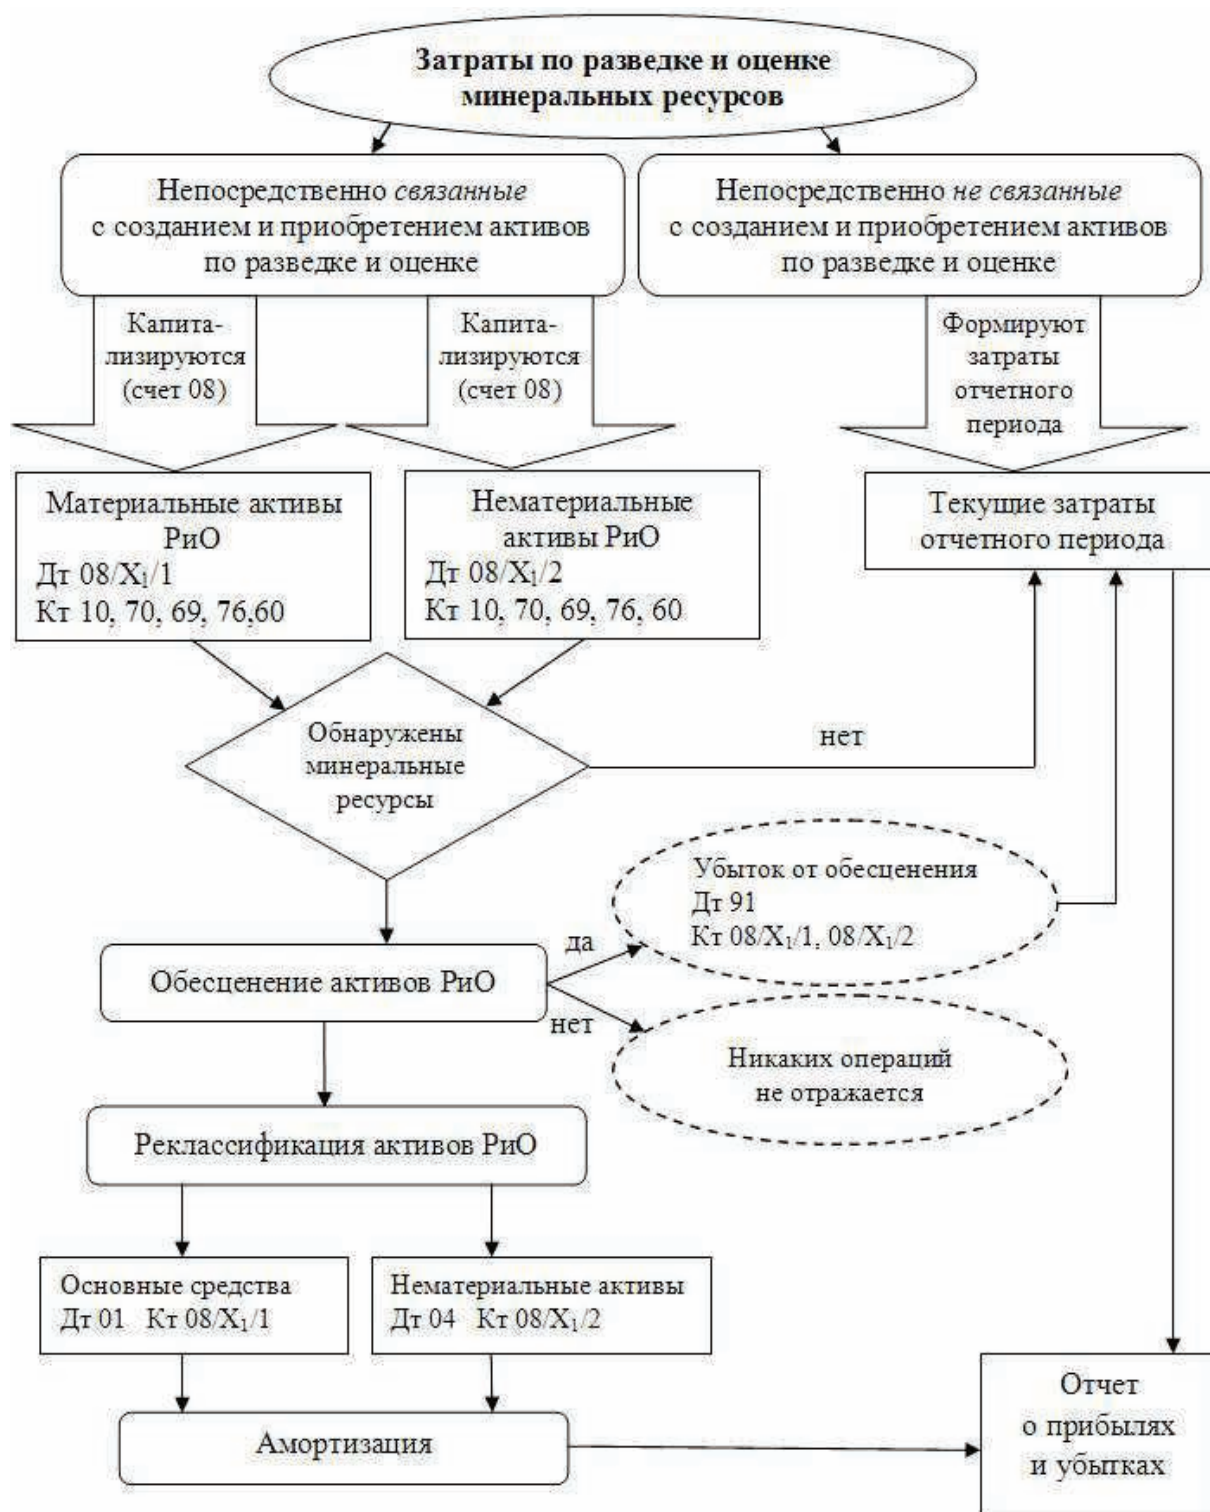 Затраты по разведке и оценке
минеральных ресурсов
Непосредственно связанные
с созданием и приобретением активов
по разведке и оценке
Непосредственно не связанные
с созданием и приобретением активов
по разведке и оценке
Капита-
лизируются
(счет 08)
Капита-
лизируются
(счет 08)
Формируют
затраты
отчетного
периода
Материальные активы
РиО
Дт 08/X₁/1
Кт 10, 70, 69, 76,60
Нематериальные
активы РиО
Дт 08/X₁/2
Кт 10, 70, 69, 76, 60
Текущие затраты
отчетного периода
Обнаружены
минеральные
ресурсы
нет
Убыток от обесценения
Дт 91
Кт 08/X₁/1, 08/X₁/2
да
Обесценение активов РиО
нет
Никаких операций
не отражается
Реклассификация активов РиО
Основные средства
Дт 01 Кт 08/X₁/1
Нематериальные активы
Дт 04 Кт 08/X₁/2
Амортизация
Отчет
о прибылях
и убытках